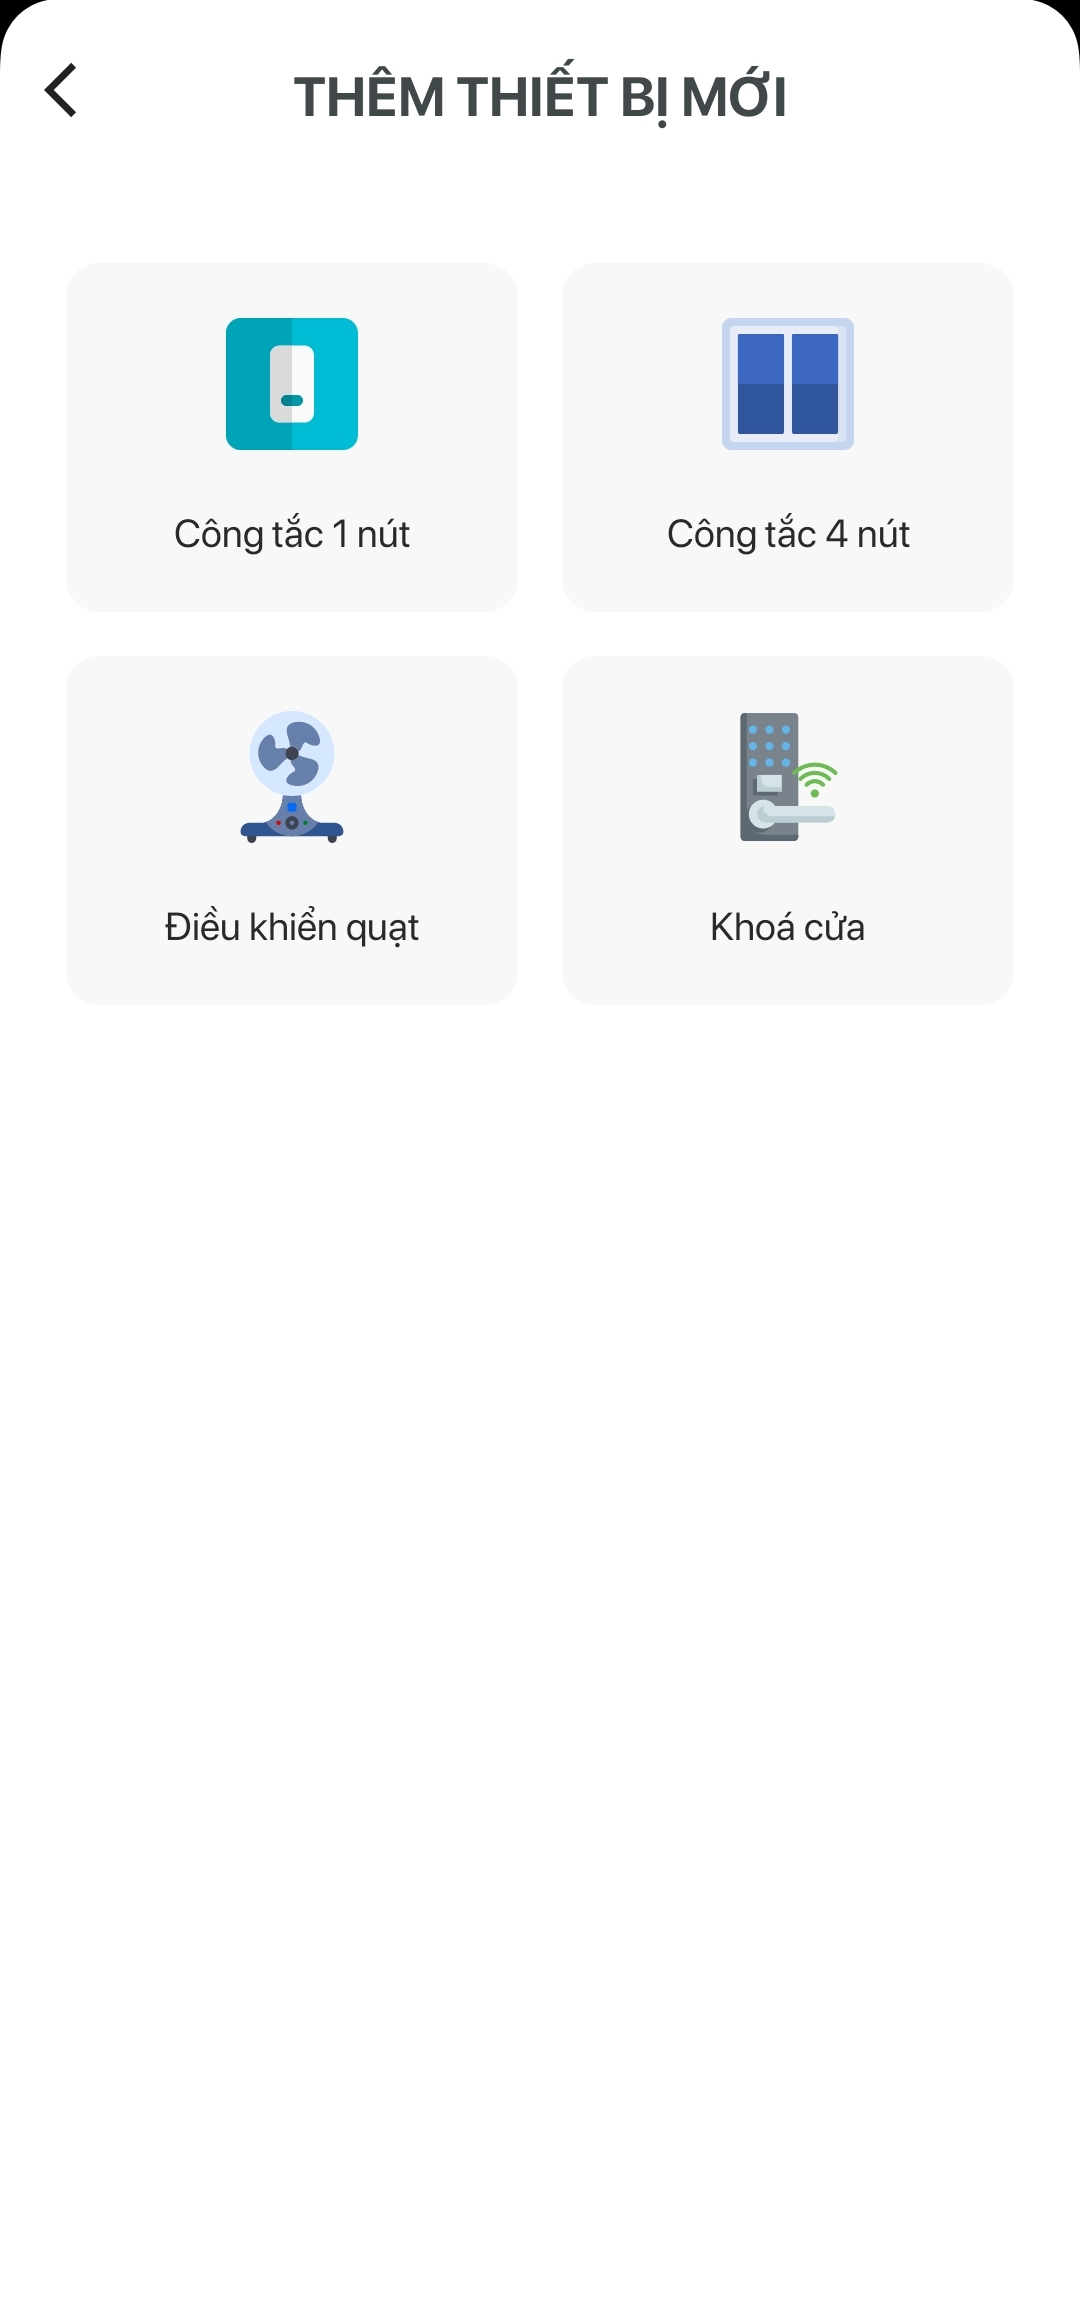 THÊM THIẾT BỊ MỚI
Công tắc 1 nút
Công tắc 4 nút
Điều khiển quạt
Khoá cửa